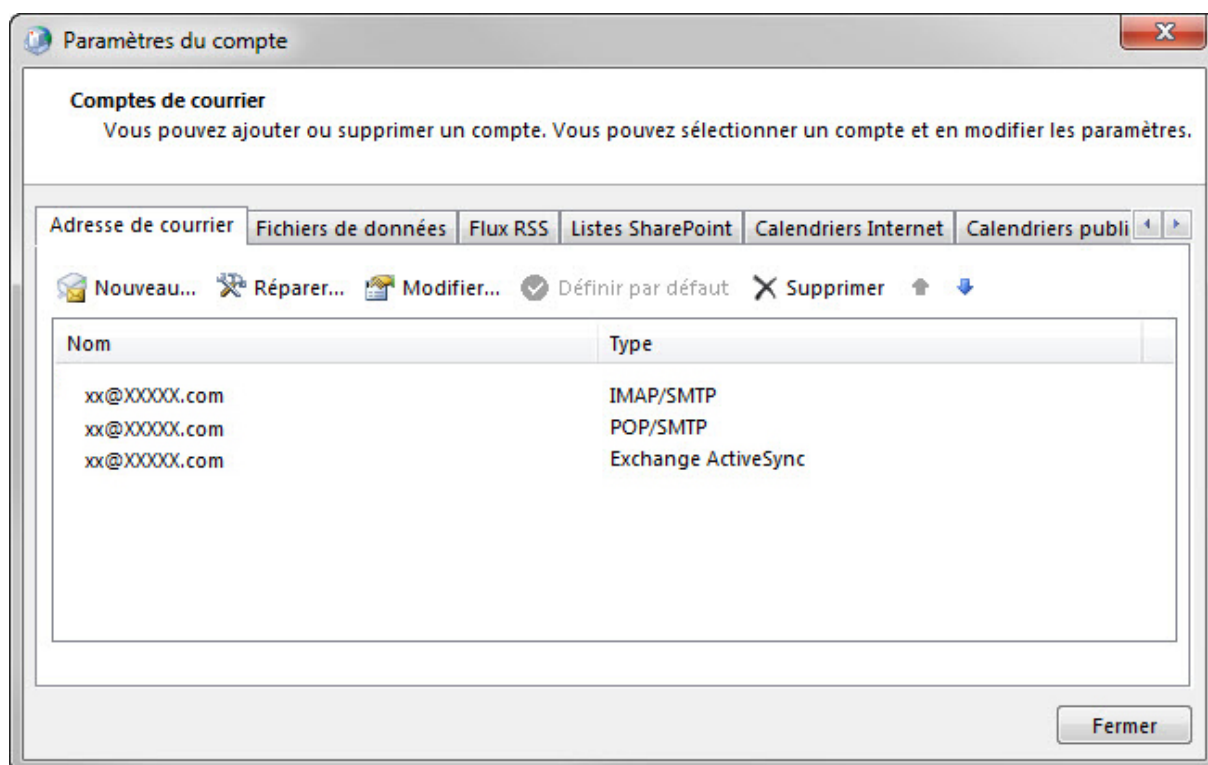 Paramètres du compte
Comptes de courrier
Vous pouvez ajouter ou supprimer un compte. Vous pouvez sélectionner un compte et en modifier les paramètres.
Adresse de courrier Fichiers de données Flux RSS Listes SharePoint Calendriers Internet Calendriers publi
Nouveau... Réparer... Modifier... Définir par défaut Supprimer
Nom Type
xx@XXXXX.com IMAP/SMTP
xx@XXXXX.com POP/SMTP
xx@XXXXX.com Exchange ActiveSync
Fermer